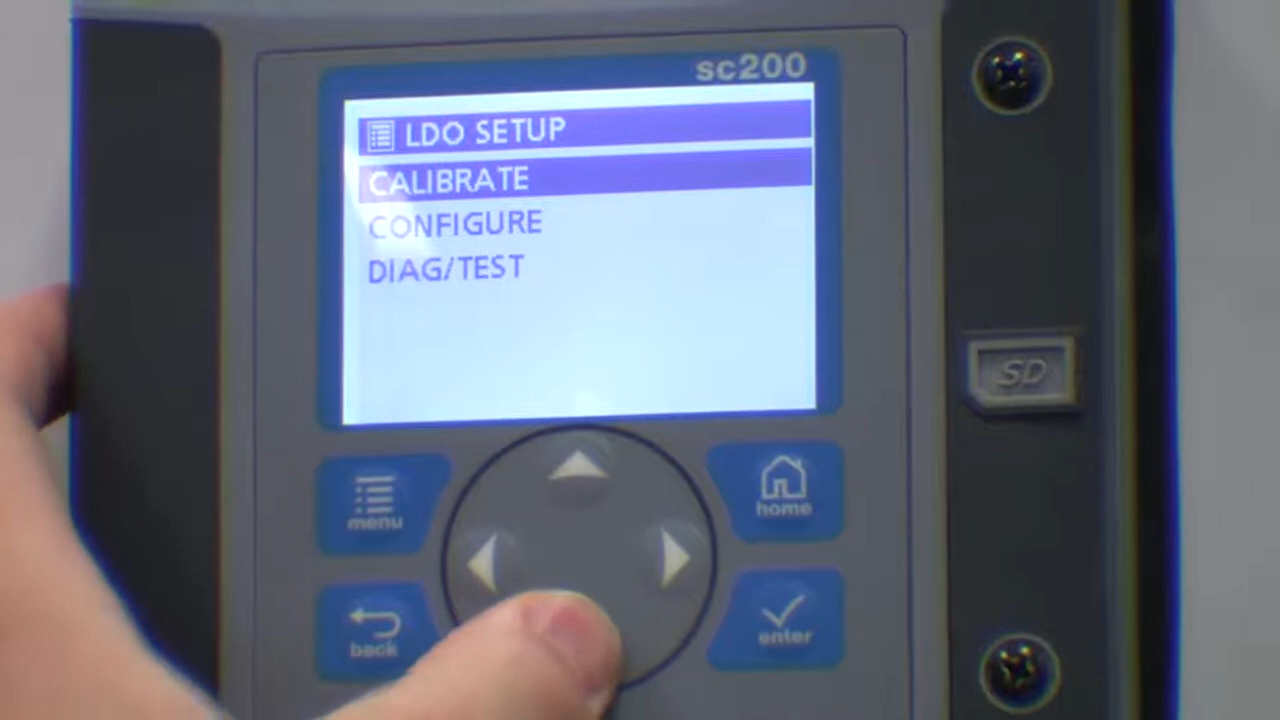 sc200
LDO SETUP
CALIBRATE
CONFIGURE
DIAG/TEST
SD
menu
home
back
enter